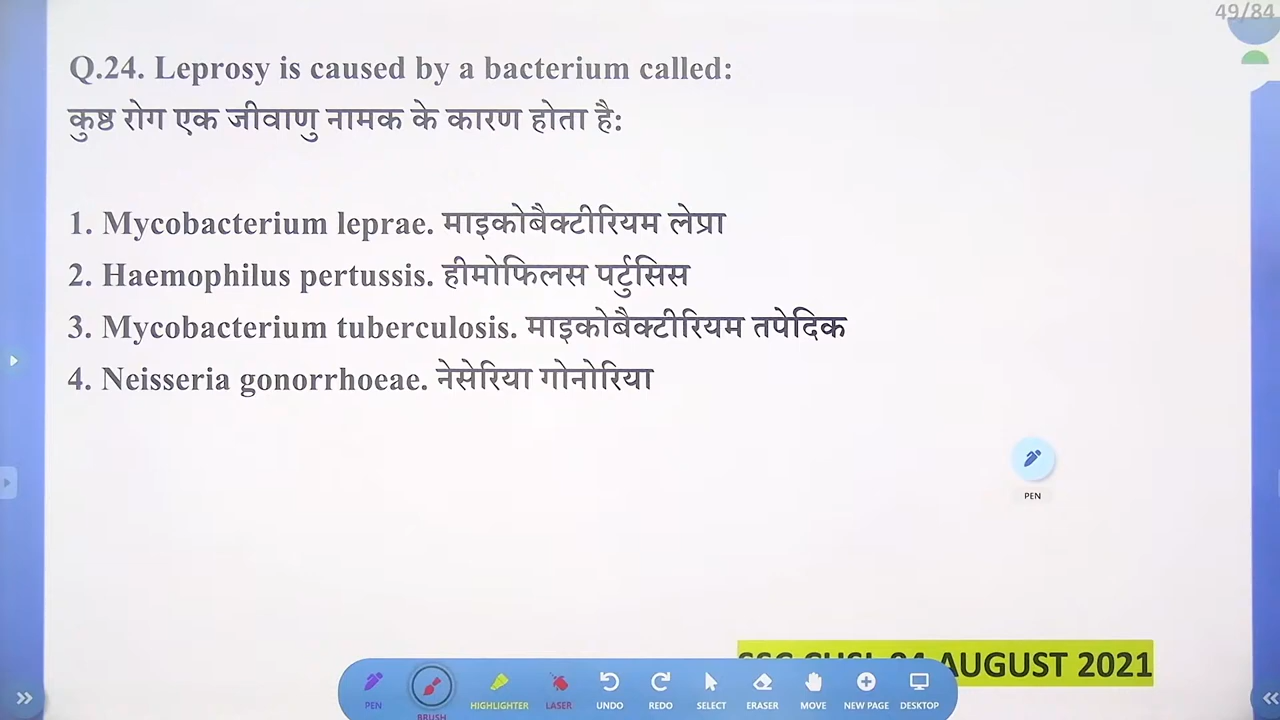 49/84
Q.24. Leprosy is caused by a bacterium called:
कुष्ठ रोग एक जीवाणु नामक के कारण होता है:
1. Mycobacterium leprae. माइकोबैक्टीरियम लेप्रा
2. Haemophilus pertussis. हीमोफिलस पर्टुसिस
3. Mycobacterium tuberculosis. माइकोबैक्टीरियम तपेदिक
4. Neisseria gonorrhoeae. नेसेरिया गोनोरिया
PEN
AUGUST 2021
PEN BRUSH HIGHLIGHTER LASER UNDO REDO SELECT ERASER MOVE NEW PAGE DESKTOP